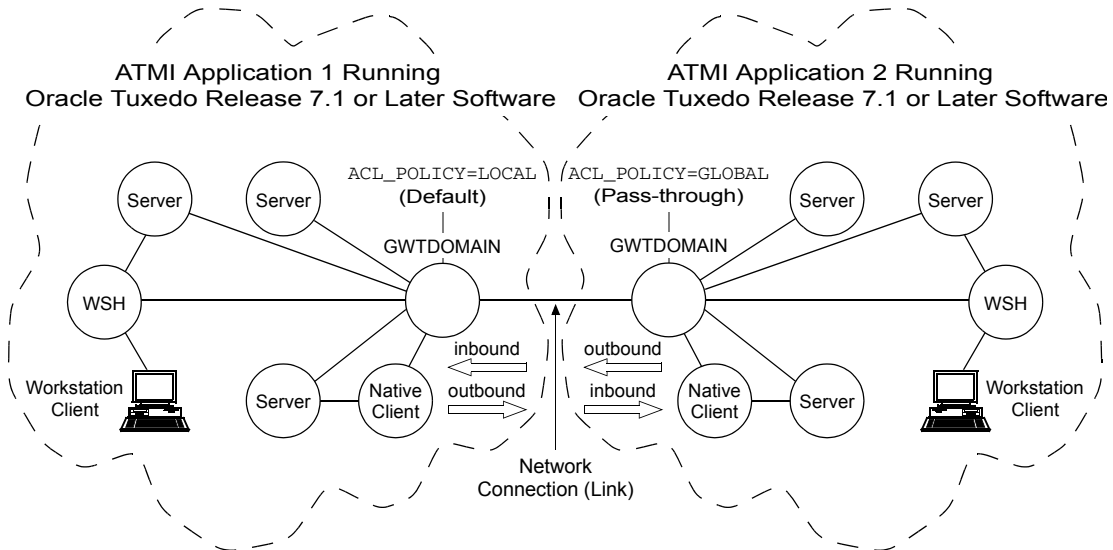 ATMI Application 1 Running
Oracle Tuxedo Release 7.1 or Later Software
ATMI Application 2 Running
Oracle Tuxedo Release 7.1 or Later Software
ACL_POLICY=LOCAL
(Default)
ACL_POLICY=GLOBAL
(Pass-through)
Server
Server
Server
Server
GWTDOMAIN
GWTDOMAIN
WSH
WSH
inbound
outbound
outbound
inbound
Workstation
Client
Server
Native
Client
Native
Client
Server
Workstation
Client
Network
Connection (Link)